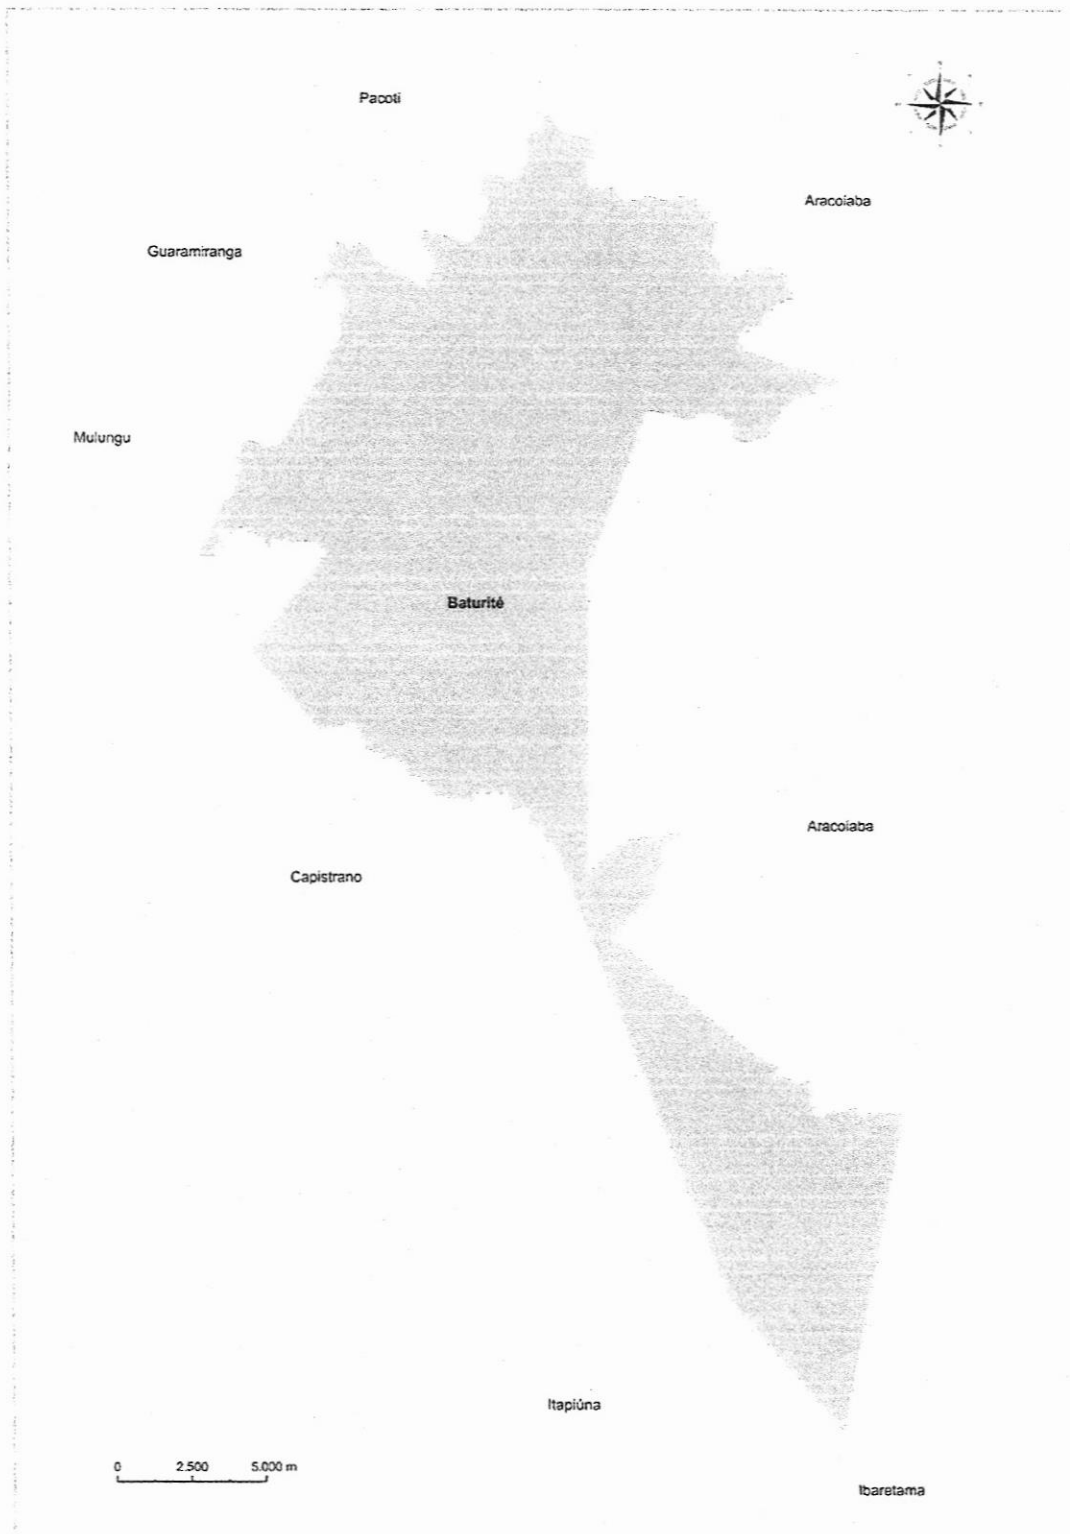 Pacoti
Aracoiaba
Guaramiranga
Mulungu
Baturité
Aracoiaba
Capistrano
Itapiúna
0 2.500 5.000 m
Ibaretama